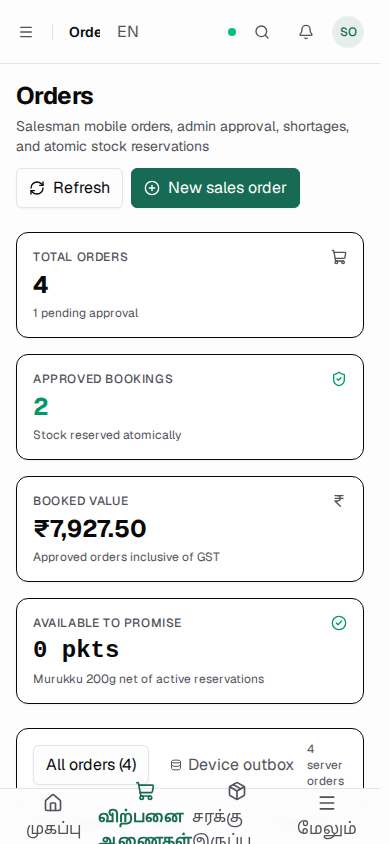 Orde EN SO
Orders
Salesman mobile orders, admin approval, shortages,
and atomic stock reservations
Refresh
New sales order
TOTAL ORDERS
4
1 pending approval
APPROVED BOOKINGS
2
Stock reserved atomically
BOOKED VALUE
₹
₹7,927.50
Approved orders inclusive of GST
AVAILABLE TO PROMISE
0 pkts
Murukku 200g net of active reservations
All orders (4)
Device outbox
4
server
orders
முகப்பு
விற்பனை
ஆணைகள்
சரக்கு
இருப்பு
மேலும்